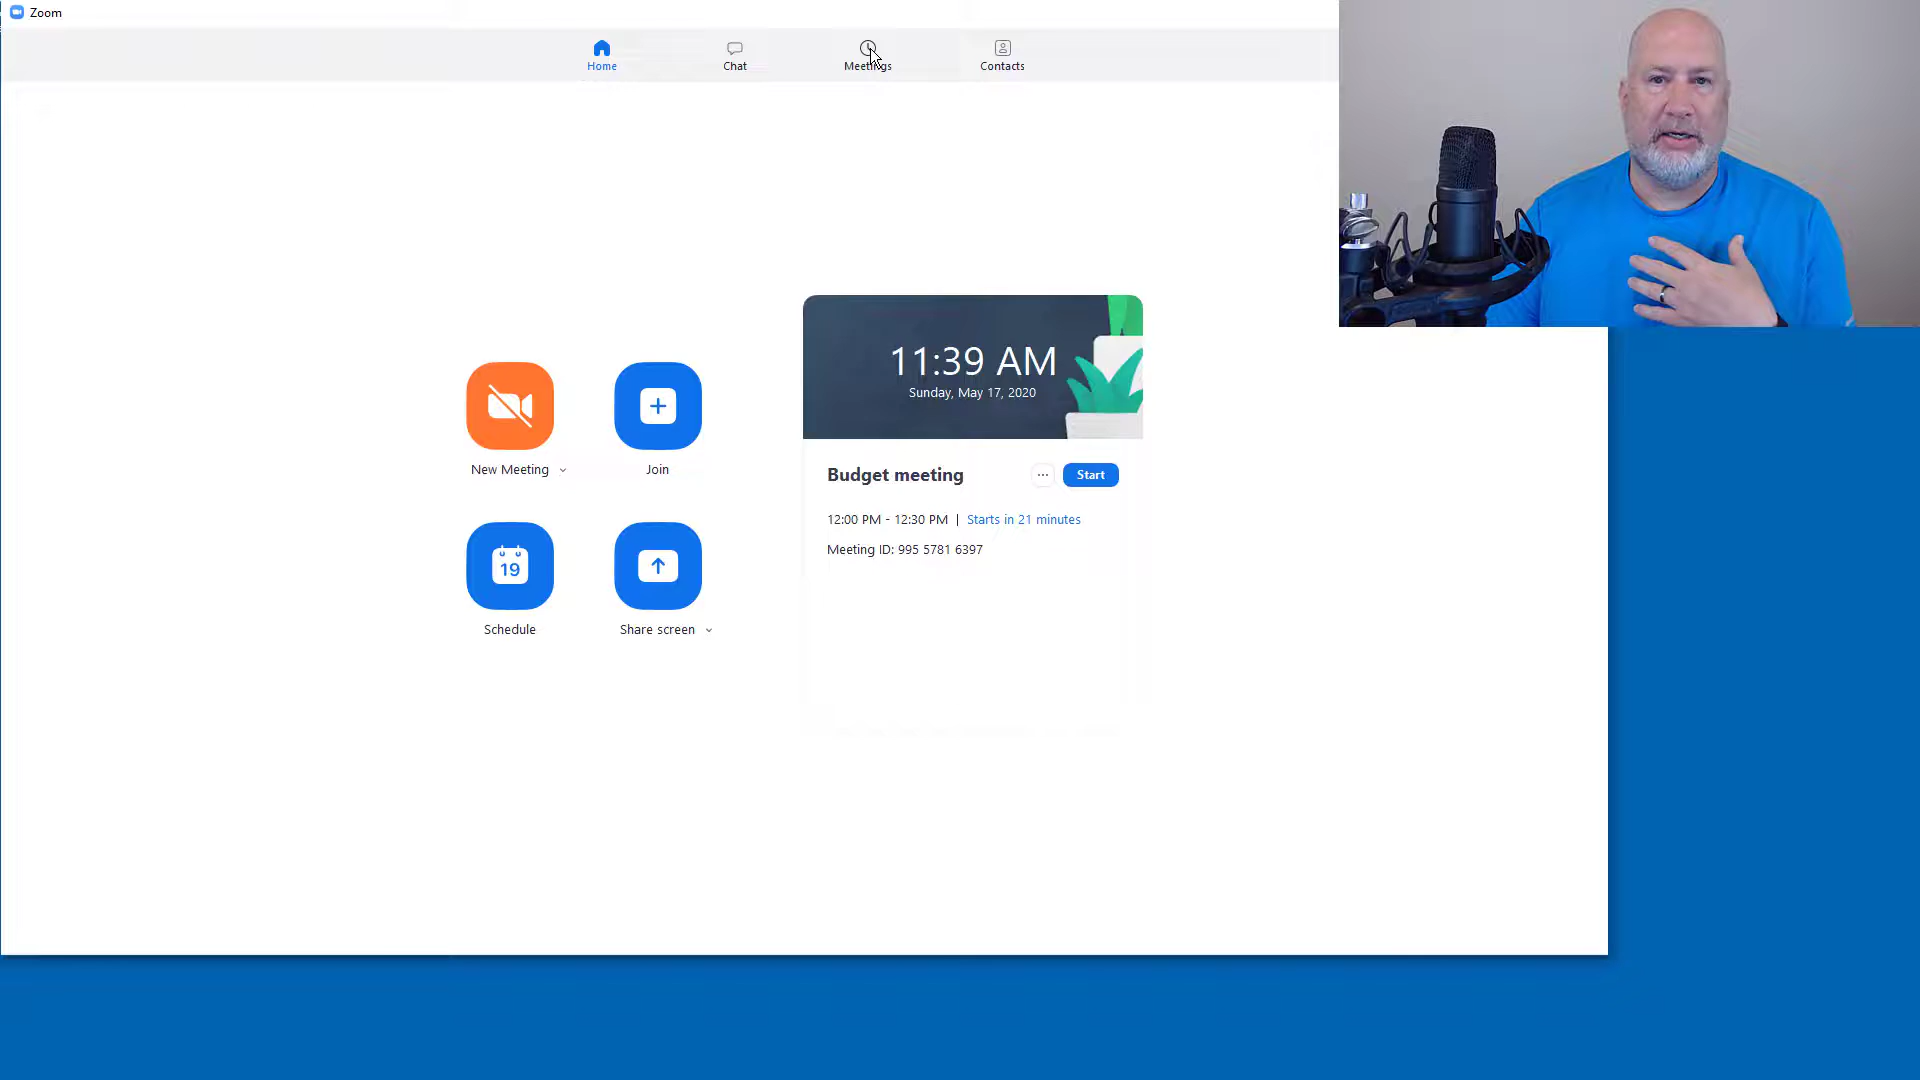 Zoom
Home
Chat
Meetings
Contacts
11:39 AM
Sunday, May 17, 2020
New Meeting
Join
Budget meeting
Start
12:00 PM - 12:30 PM | Starts in 21 minutes
Meeting ID: 995 5781 6397
19
Schedule
Share screen